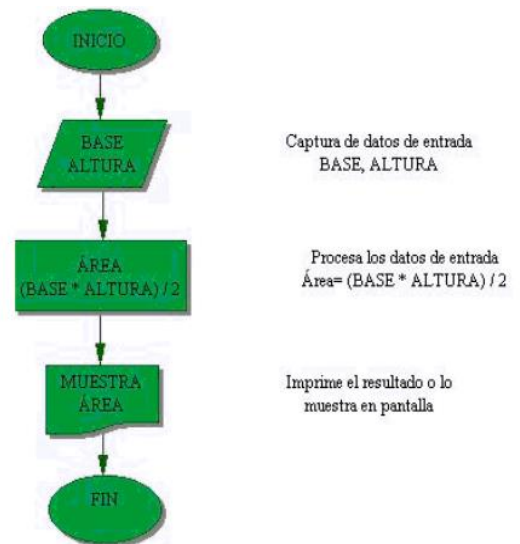 INICIO
BASE
ALTURA
Captura de datos de entrada
BASE, ALTURA
ÁREA
(BASE * ALTURA) / 2
Procesa los datos de entrada
Área= (BASE * ALTURA) / 2
MUESTRA
ÁREA
Imprime el resultado o lo
muestra en pantalla
FIN